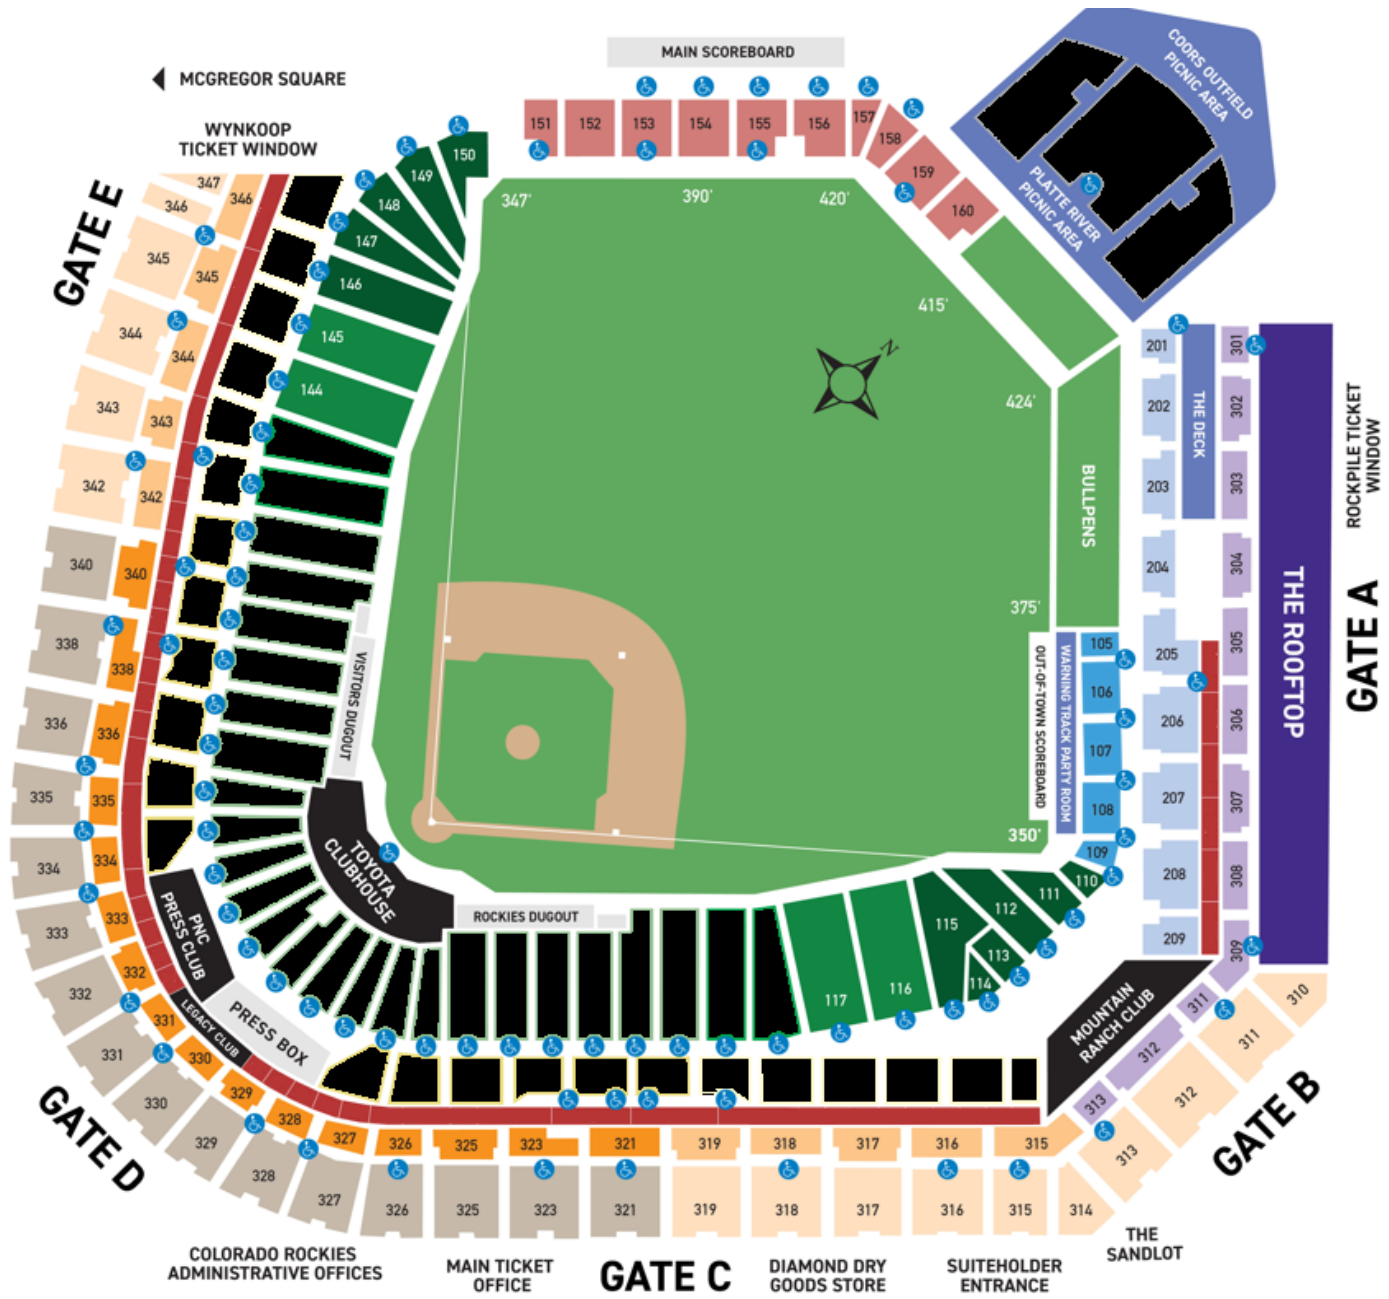 MAIN SCOREBOARD
MCGREGOR SQUARE
WYNKOOP
TICKET WINDOW
GATE E
COORS OUTFIELD
PICNIC AREA
PLATTE RIVER
PICNIC AREA
151
152
153
154
155
156
157
158
159
160
150
149
148
147
146
145
144
347'
390'
420'
415'
424'
375'
350'
N
347
346
346
345
345
344
344
343
343
342
342
340
340
338
338
336
336
335
335
334
334
333
333
332
332
331
331
330
330
329
329
328
328
327
327
326
326
325
325
323
323
321
321
319
319
318
318
317
317
316
316
315
315
314
313
313
312
312
311
311
310
201
202
203
204
205
206
207
208
209
THE DECK
301
302
303
304
305
306
307
308
309
THE ROOFTOP
ROCKPILE TICKET
WINDOW
GATE A
BULLPENS
OUT-OF-TOWN SCOREBOARD
WARNING TRACK PARTY ROOM
105
106
107
108
109
110
111
112
113
114
115
116
117
VISITORS DUGOUT
TOYOTA
CLUBHOUSE
ROCKIES DUGOUT
PNC
PRESS CLUB
LEGACY CLUB
PRESS BOX
MOUNTAIN
RANCH CLUB
GATE B
GATE D
COLORADO ROCKIES
ADMINISTRATIVE OFFICES
MAIN TICKET
OFFICE
GATE C
DIAMOND DRY
GOODS STORE
SUITEHOLDER
ENTRANCE
THE
SANDLOT